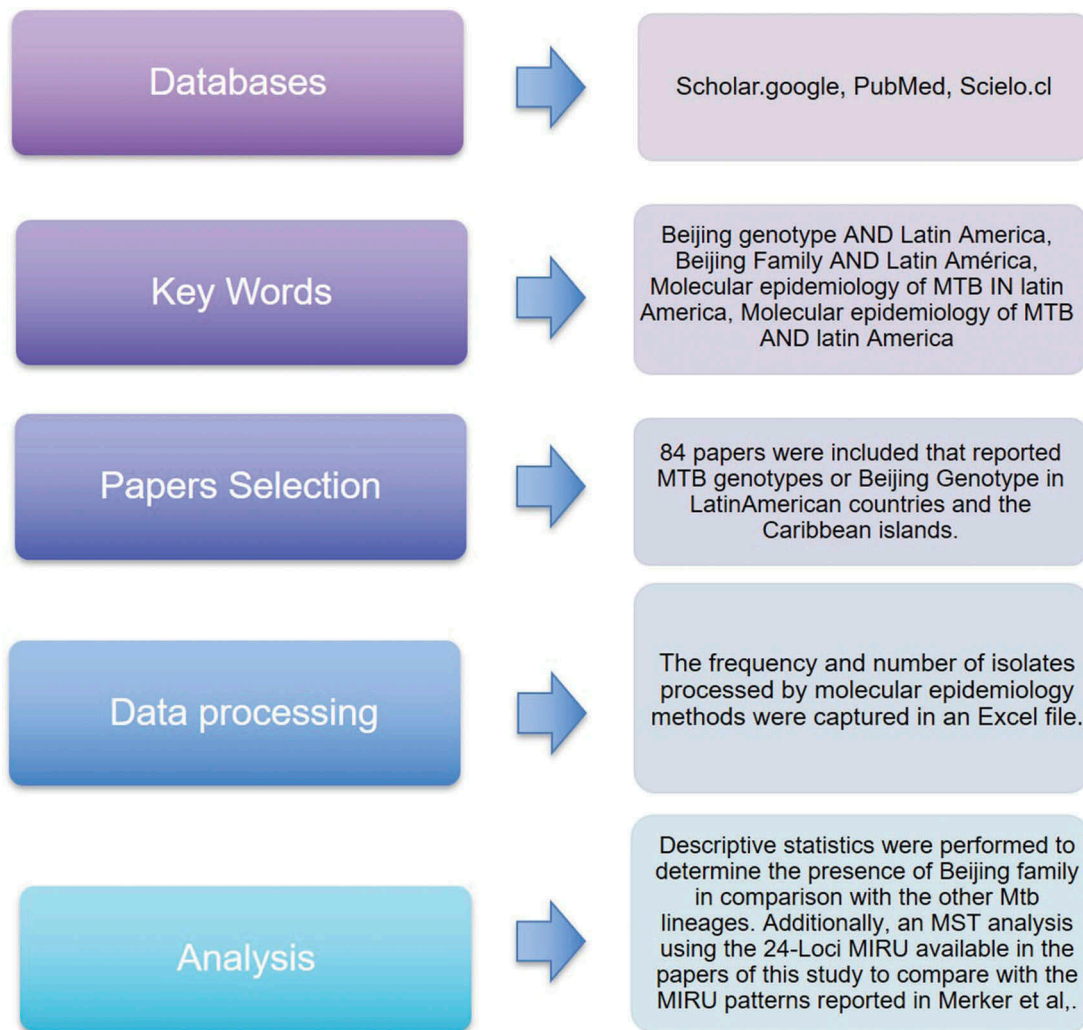 Databases
Scholar.google, PubMed, Scielo.cl
Key Words
Beijing genotype AND Latin America,
Beijing Family AND Latin América,
Molecular epidemiology of MTB IN latin
America, Molecular epidemiology of MTB
AND latin America
Papers Selection
84 papers were included that reported
MTB genotypes or Beijing Genotype in
LatinAmerican countries and the
Caribbean islands.
Data processing
The frequency and number of isolates
processed by molecular epidemiology
methods were captured in an Excel file.
Analysis
Descriptive statistics were performed to
determine the presence of Beijing family
in comparison with the other Mtb
lineages. Additionally, an MST analysis
using the 24-Loci MIRU available in the
papers of this study to compare with the
MIRU patterns reported in Merker et al,.